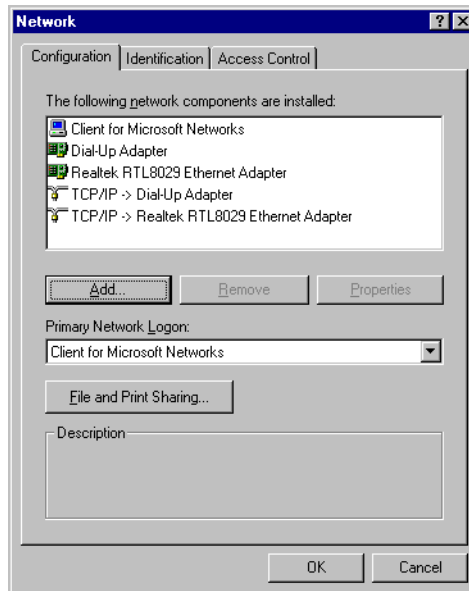 Network
Configuration Identification Access Control
The following network components are installed:
Client for Microsoft Networks
Dial-Up Adapter
Realtek RTL8029 Ethernet Adapter
TCP/IP -> Dial-Up Adapter
TCP/IP -> Realtek RTL8029 Ethernet Adapter
Add... Remove Properties
Primary Network Logon:
Client for Microsoft Networks
File and Print Sharing...
Description
OK Cancel